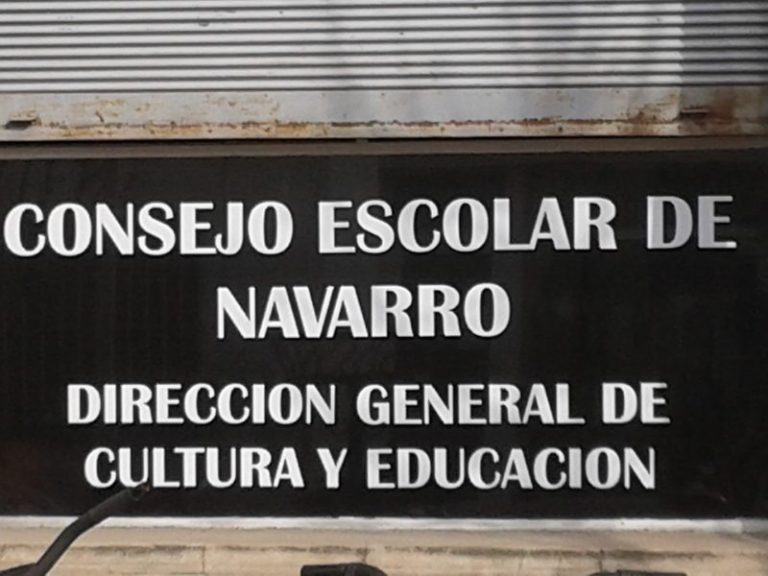 CONSEJO ESCOLAR DE
NAVARRO
DIRECCION GENERAL DE
CULTURA Y EDUCACION